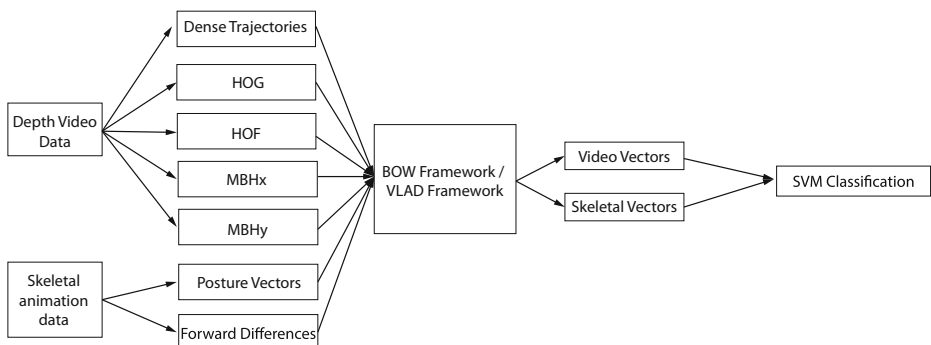 Depth Video
Data
Skeletal
animation
data
Dense Trajectories
HOG
HOF
MBHx
MBHy
Posture Vectors
Forward Differences
BOW Framework /
VLAD Framework
Video Vectors
Skeletal Vectors
SVM Classification